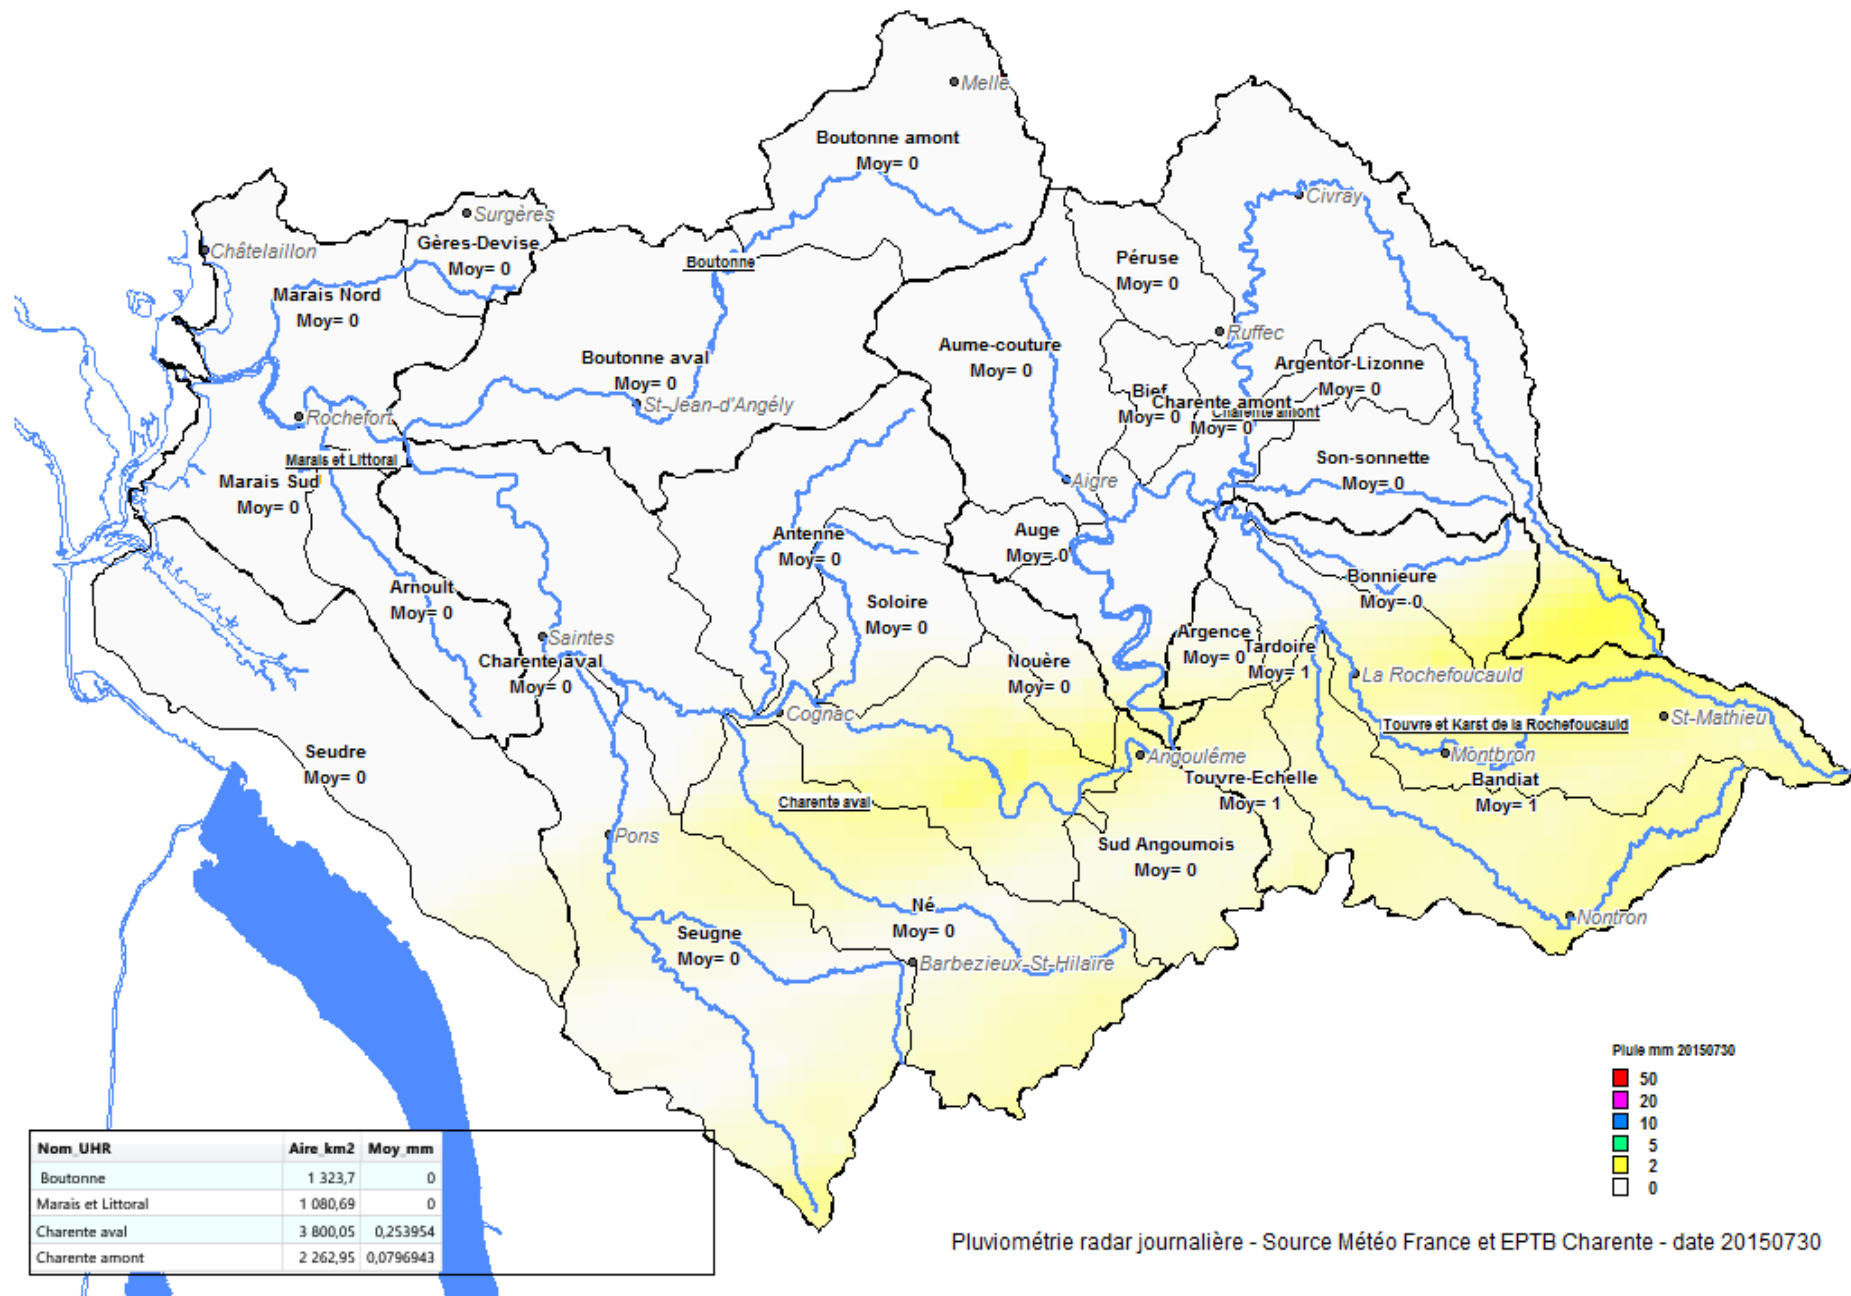 Melle
Boutonne amont
Moy= 0
Civray
Surgères
Châtelaillon
Gères-Devise
Moy= 0
Boutonne
Péruse
Moy= 0
Marais Nord
Moy= 0
Ruffec
Boutonne aval
Moy= 0
Aume-couture
Moy= 0
Argentor-Lizonne
Moy= 0
Bief
Moy= 0
Charente amont
Moy= 0
Charente amont
St-Jean-d'Angély
Rochefort
Marais et Littoral
Marais Sud
Moy= 0
Son-sonnette
Moy= 0
Aigre
Antenne
Moy= 0
Auge
Moy= 0
Arnoult
Moy= 0
Soloire
Moy= 0
Bonnieure
Moy= 0
Saintes
Charente aval
Moy= 0
Nouère
Moy= 0
Argence
Moy= 0
Tardoire
Moy= 1
La Rochefoucauld
Cognac
St-Mathieu
Touvre et Karst de la Rochefoucauld
Seudre
Moy= 0
Angoulême
Montbron
Touvre-Echelle
Moy= 1
Bandiat
Moy= 1
Charente aval
Pons
Sud Angoumois
Moy= 0
Né
Moy= 0
Nontron
Seugne
Moy= 0
Barbezieux-St-Hilaire
Pluie mm 20150730
50
20
10
5
2
0
Nom_UHR Aire_km2 Moy_mm
Boutonne 1 323,7 0
Marais et Littoral 1 080,69 0
Charente aval 3 800,05 0,253954
Charente amont 2 262,95 0,0796943
Pluviométrie radar journalière - Source Météo France et EPTB Charente - date 20150730